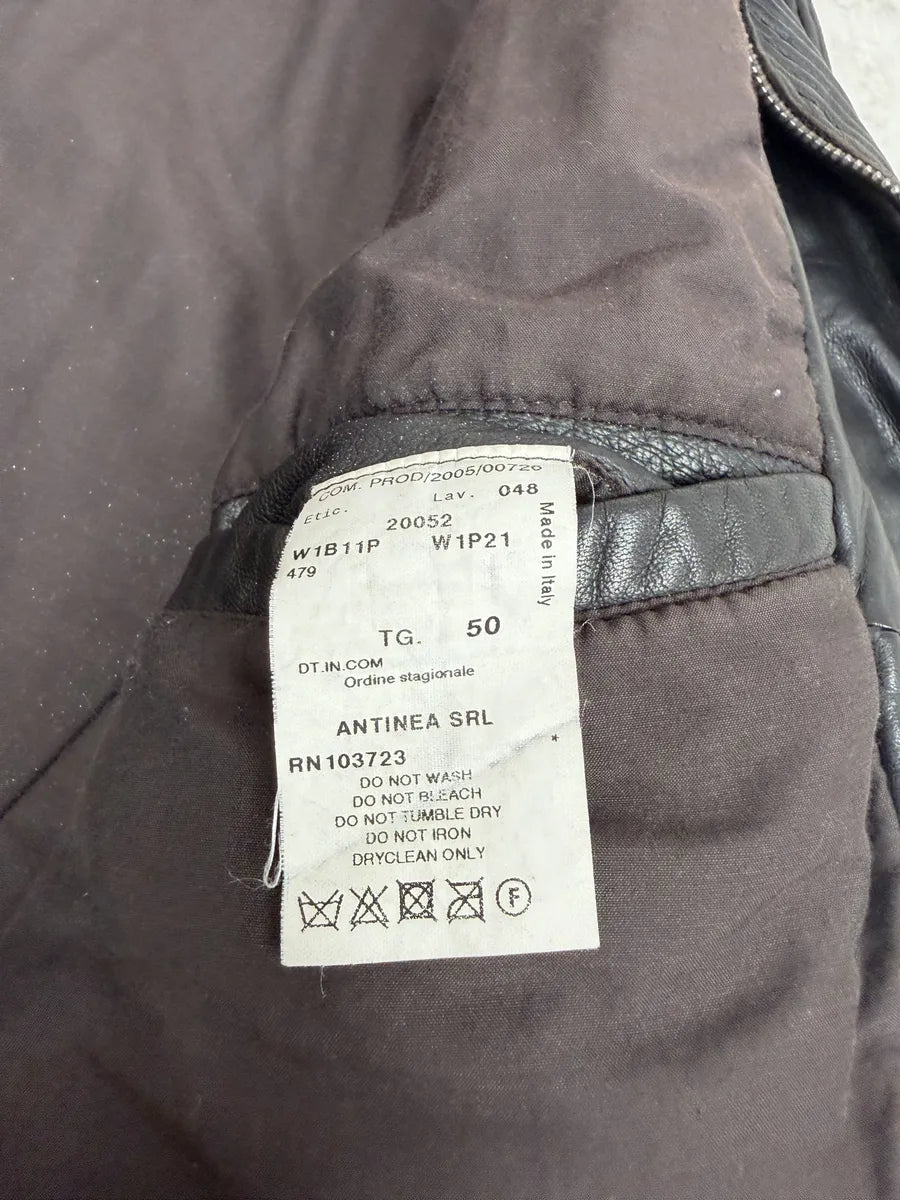 COM. PROD/2005/00726
Etic. Lav. 048
20052
W1B11P W1P21
479
Made in Italy
TG. 50
DT.IN.COM
Ordine stagionale
ANTINEA SRL
*
RN103723
DO NOT WASH
DO NOT BLEACH
DO NOT TUMBLE DRY
DO NOT IRON
DRYCLEAN ONLY
F